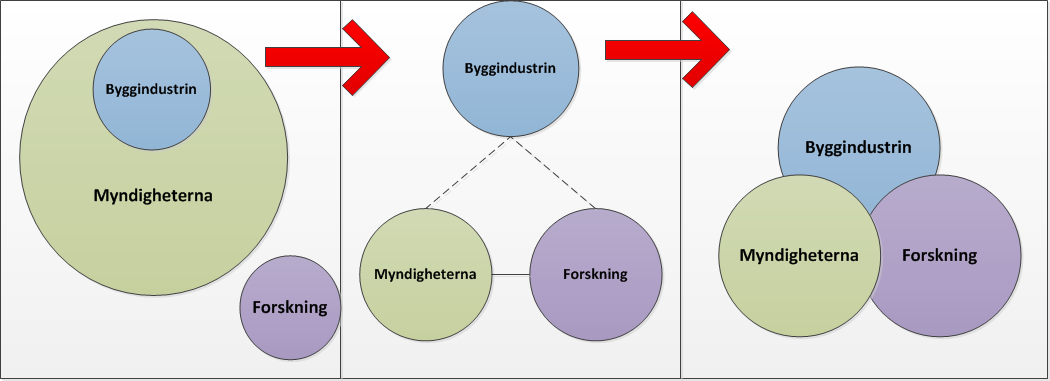 Byggindustrin
Myndigheterna
Forskning
Byggindustrin
Myndigheterna
Forskning
Byggindustrin
Myndigheterna
Forskning